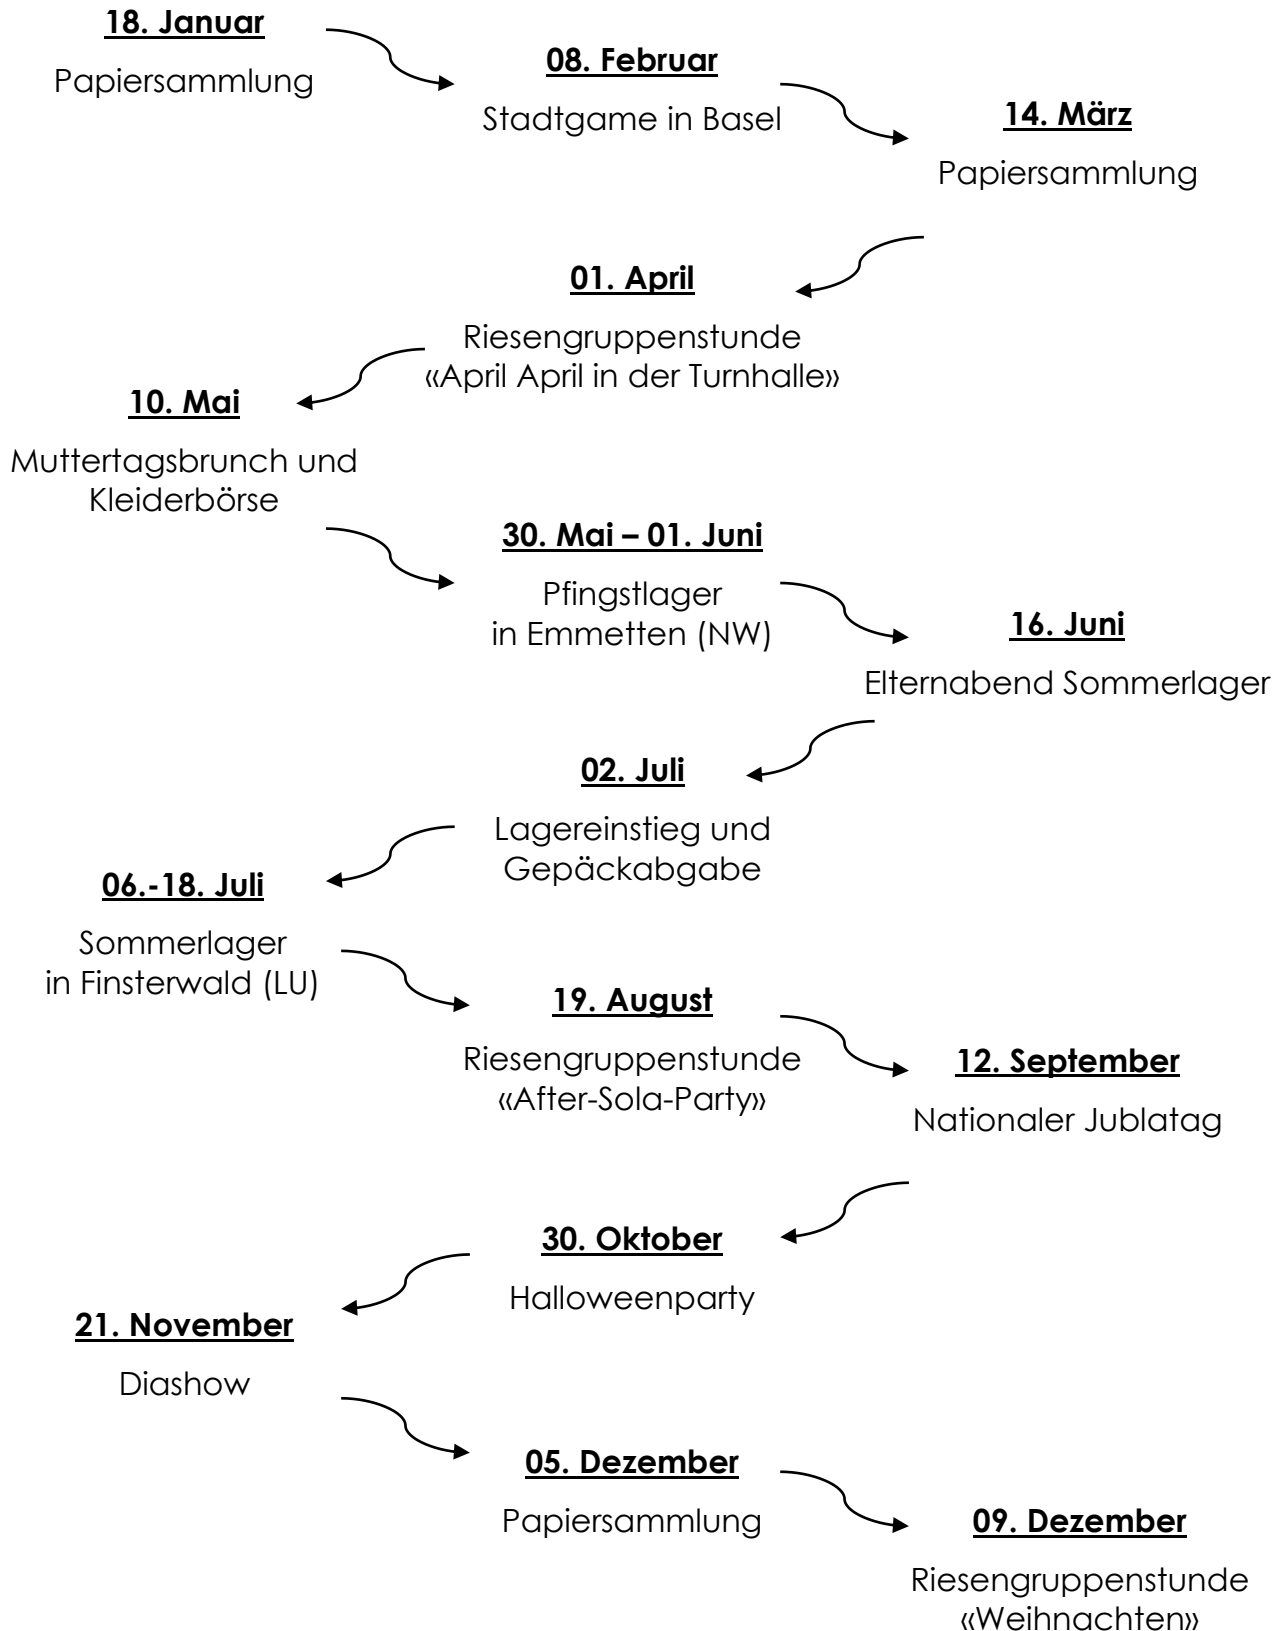 18. Januar
Papiersammlung
08. Februar
Stadtgame in Basel
14. März
Papiersammlung
01. April
Riesengruppenstunde
«April April in der Turnhalle»
10. Mai
Muttertagsbrunch und
Kleiderbörse
30. Mai – 01. Juni
Pfingstlager
in Emmetten (NW)
16. Juni
Elternabend Sommerlager
02. Juli
Lagereinstieg und
Gepäckabgabe
06.-18. Juli
Sommerlager
in Finsterwald (LU)
19. August
Riesengruppenstunde
«After-Sola-Party»
12. September
Nationaler Jublatag
30. Oktober
Halloweenparty
21. November
Diashow
05. Dezember
Papiersammlung
09. Dezember
Riesengruppenstunde
«Weihnachten»